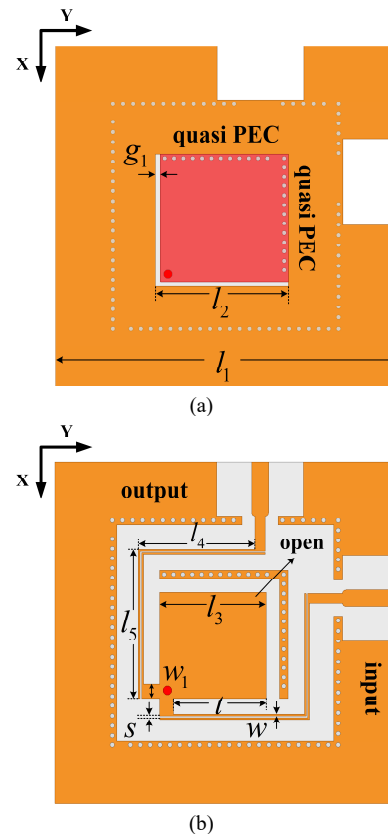 Y
X
quasi PEC
g1
quasi PEC
l2
l1
(a)
Y
X
output
l4
open
l3
l5
w1
l
s
w
input
(b)